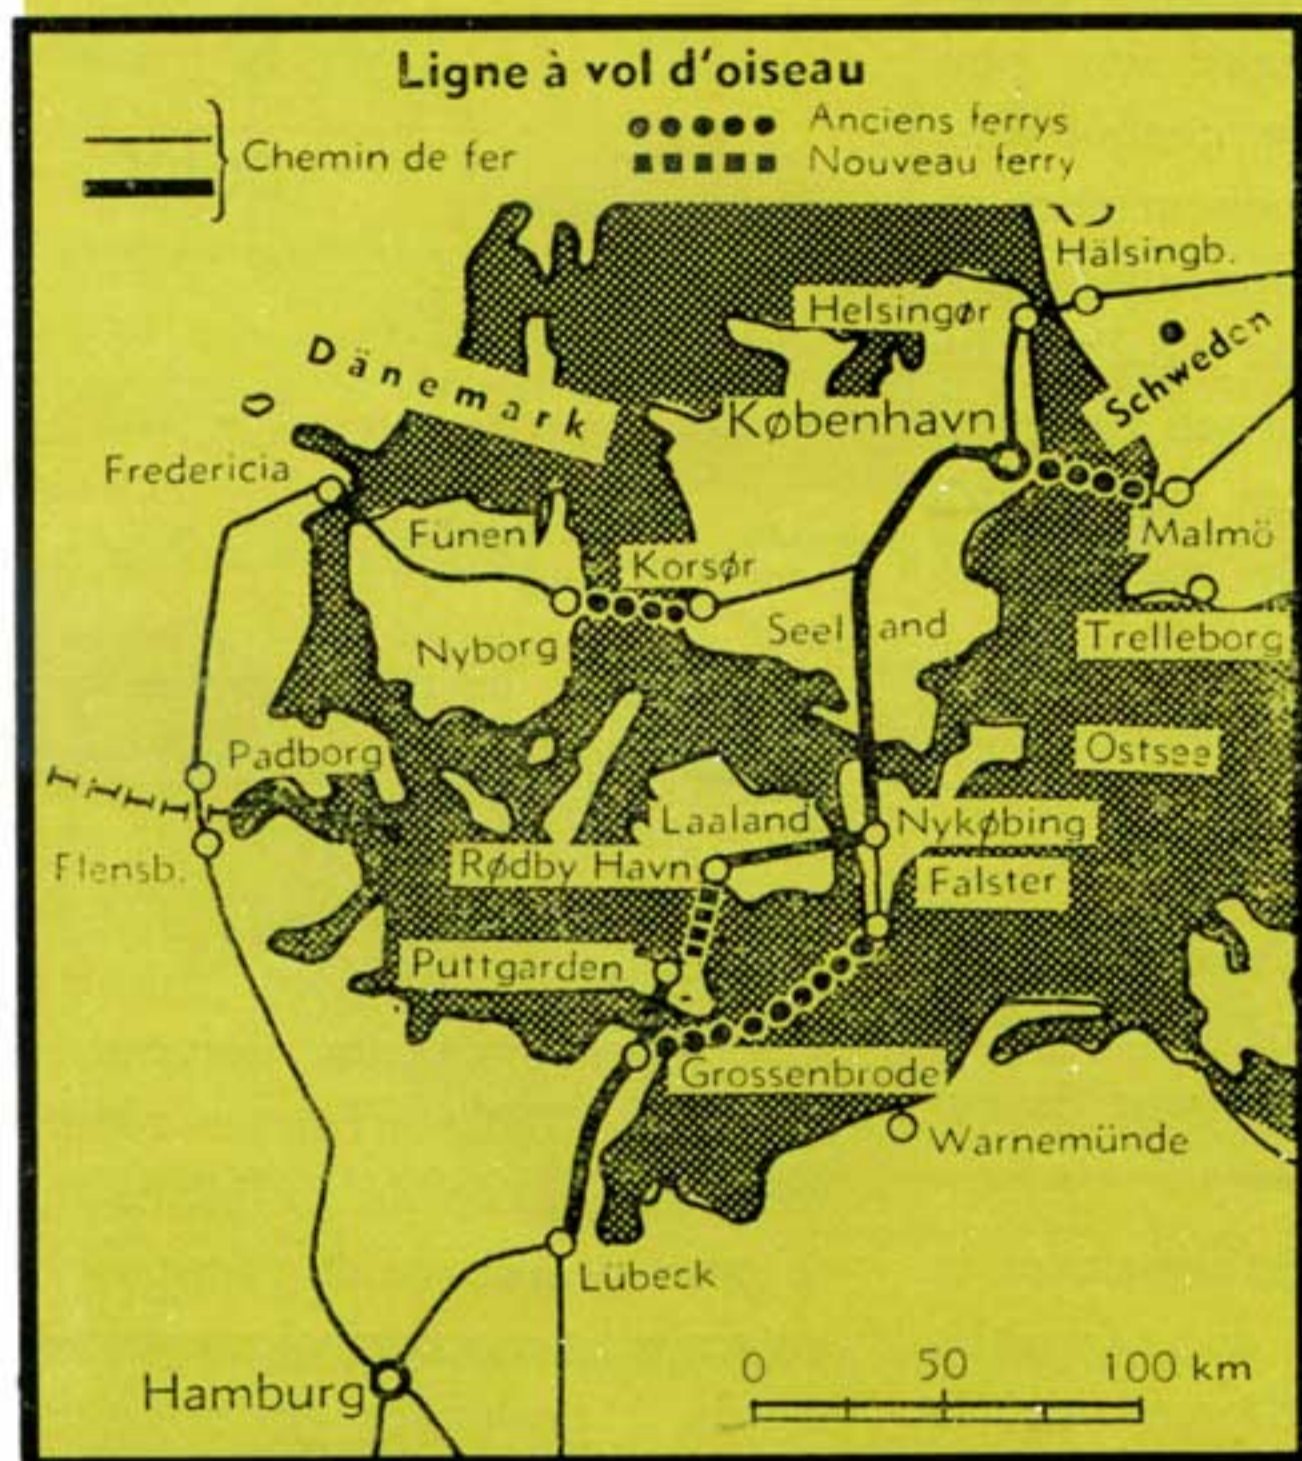 Ligne à vol d'oiseau
Chemin de fer
Anciens ferrys
Nouveau ferry
Hälsingb.
Helsingør
Schweden
Dänemark
København
Fredericia
Fünen
Korsør
Malmö
Nyborg
Seeland
Trelleborg
Padborg
Ostsee
Laaland
Nykøbing
Flensb.
Rødby Havn
Falster
Puttgarden
Grossenbrode
Warnemünde
Lübeck
Hamburg
0 50 100 km